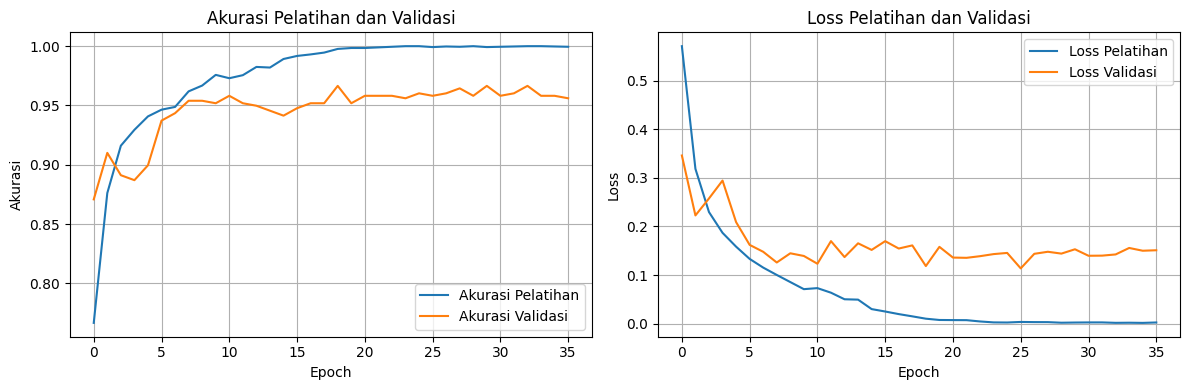 Akurasi Pelatihan dan Validasi
1.00
0.95
0.90
0.85
0.80
Akurasi
Akurasi Pelatihan
Akurasi Validasi
0 5 10 15 20 25 30 35
Epoch
Loss Pelatihan dan Validasi
0.5
0.4
0.3
0.2
0.1
0.0
Loss
Loss Pelatihan
Loss Validasi
0 5 10 15 20 25 30 35
Epoch